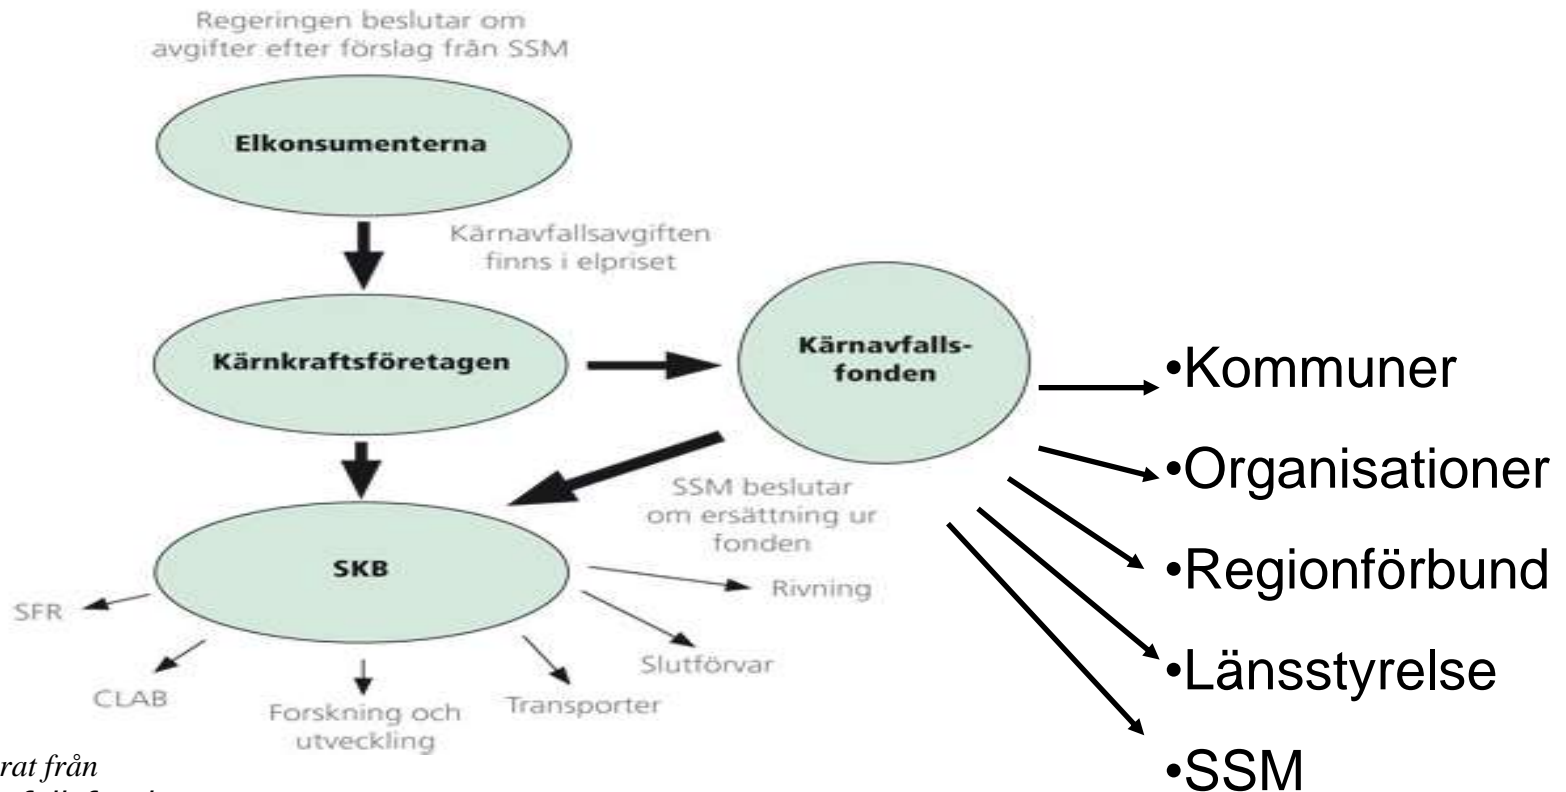 Regeringen beslutar om
avgifter efter förslag från SSM
Elkonsumenterna
Kärnavfallsavgiften
finns i elpriset
Kärnkraftsföretagen
Kärnavfalls-
fonden
SSM beslutar
om ersättning ur
fonden
SKB
SFR
CLAB
Forskning och
utveckling
Transporter
Slutförvar
Rivning
•Kommuner
•Organisationer
•Regionförbund
•Länsstyrelse
•SSM
från